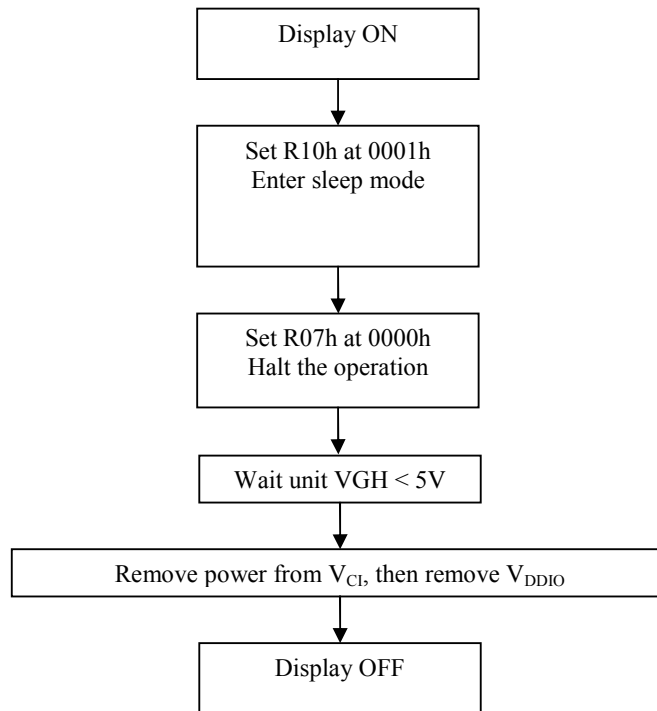 Display ON
Set R10h at 0001h
Enter sleep mode
Set R07h at 0000h
Halt the operation
Wait unit VGH < 5V
Remove power from VCI, then remove VDDIO
Display OFF